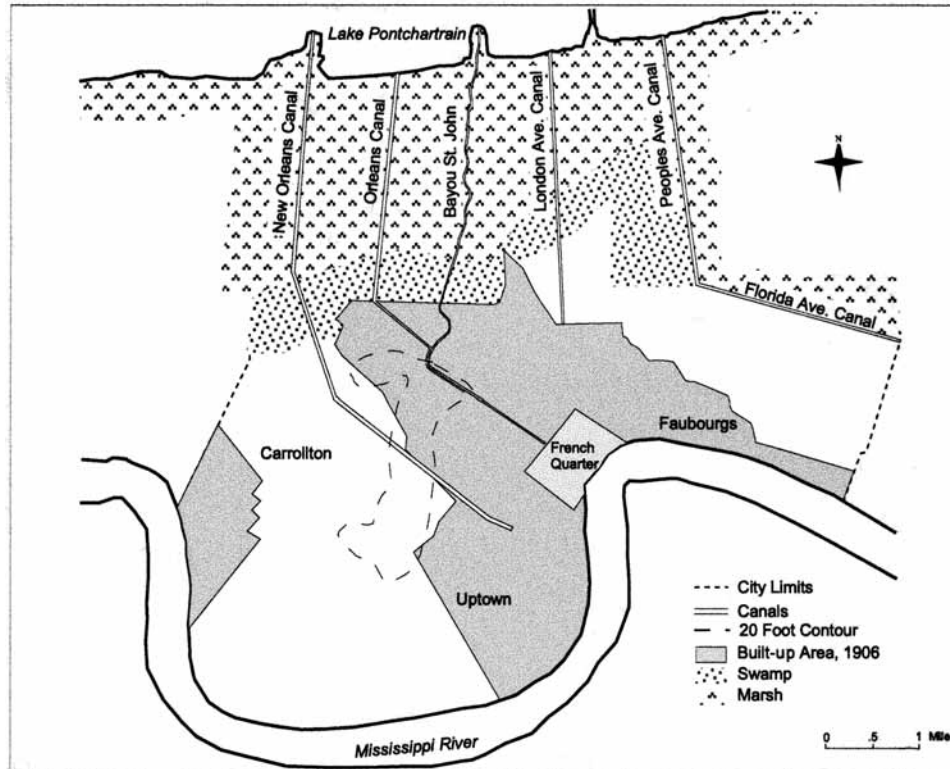 Lake Pontchartrain
New Orleans Canal
Orleans Canal
Bayou St. John
London Ave. Canal
Peoples Ave. Canal
N
Florida Ave. Canal
Carrollton
French
Quarter
Faubourgs
Uptown
Mississippi River
City Limits
Canals
20 Foot Contour
Built-up Area, 1906
Swamp
Marsh
0 .5 1 Mile